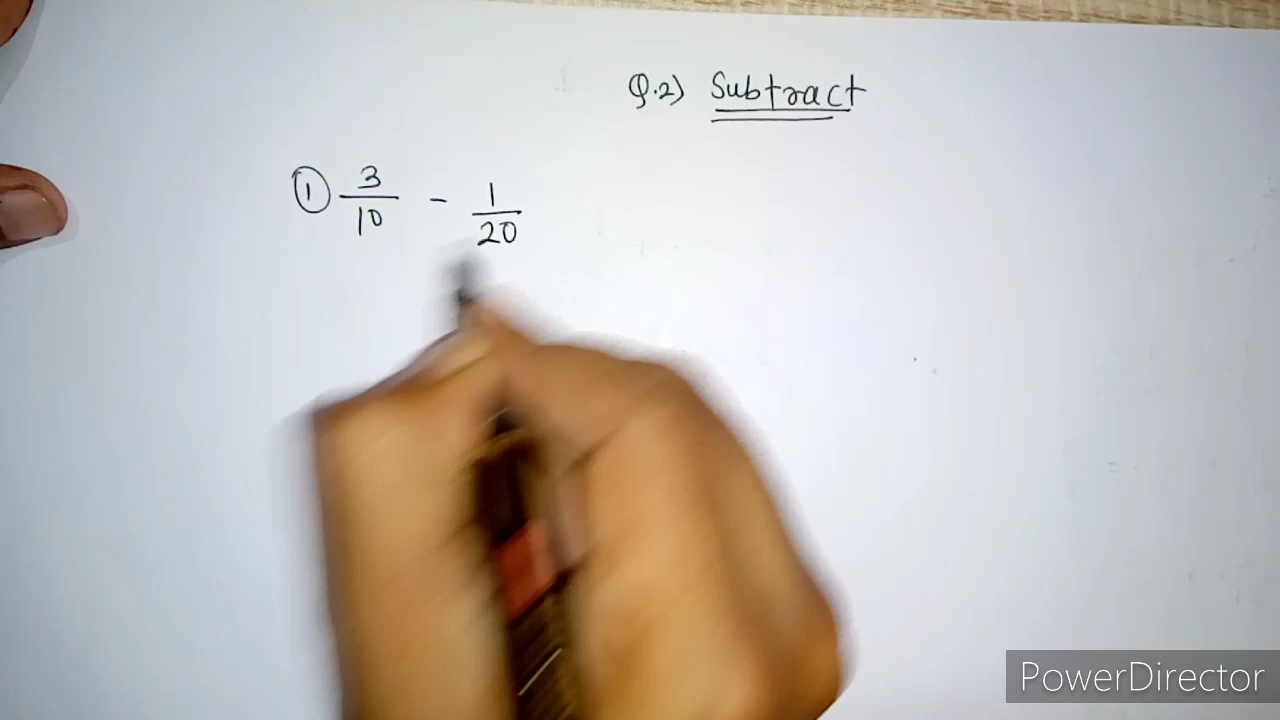 Q.2) Subtract
① 3/10 - 1/20
PowerDirector